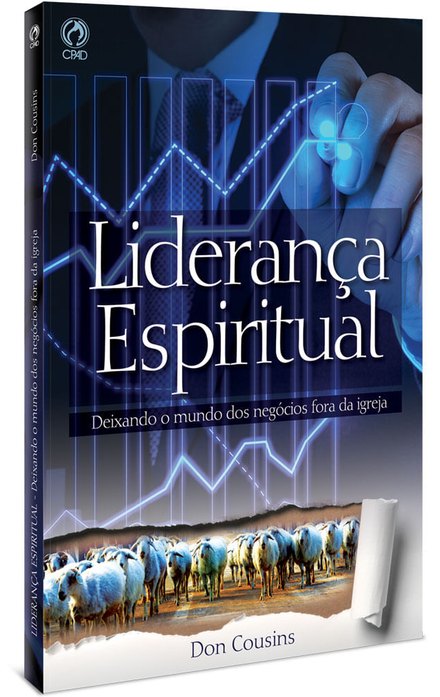 CPAD
Don Cousins
LIDERANÇA ESPIRITUAL - Deixando o mundo dos negócios fora da igreja
CPAD
Liderança
Espiritual
Deixando o mundo dos negócios fora da igreja
Don Cousins